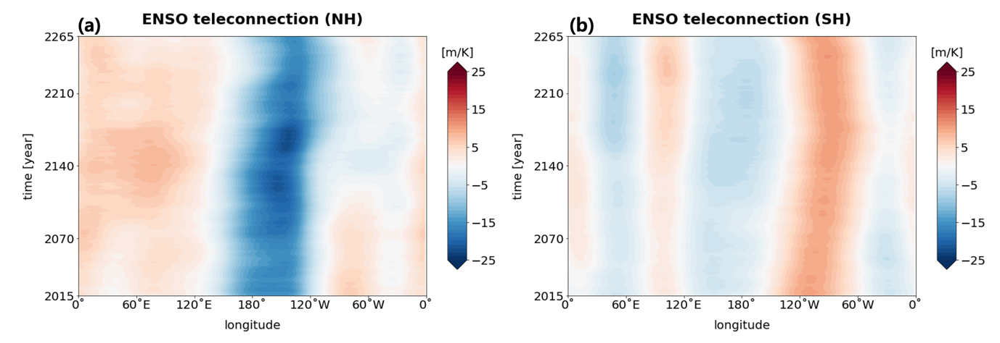 (a) ENSO teleconnection (NH)
[m/K]
2265
2210
2140
2070
2015
time [year]
0° 60°E 120°E 180° 120°W 60°W 0°
longitude
25
15
5
−5
−15
−25
(b) ENSO teleconnection (SH)
[m/K]
2265
2210
2140
2070
2015
time [year]
0° 60°E 120°E 180° 120°W 60°W 0°
longitude
25
15
5
−5
−15
−25